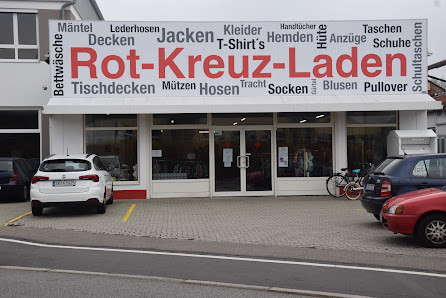 Mäntel Lederhosen Jacken Kleider Handtücher Hüte Anzüge Taschen
Bettwäsche Decken T-Shirt´s Hemden Schuhe
Rot-Kreuz-Laden
Schultaschen
Tischdecken Mützen Hosen Tracht Socken Gürtel Blusen Pullover